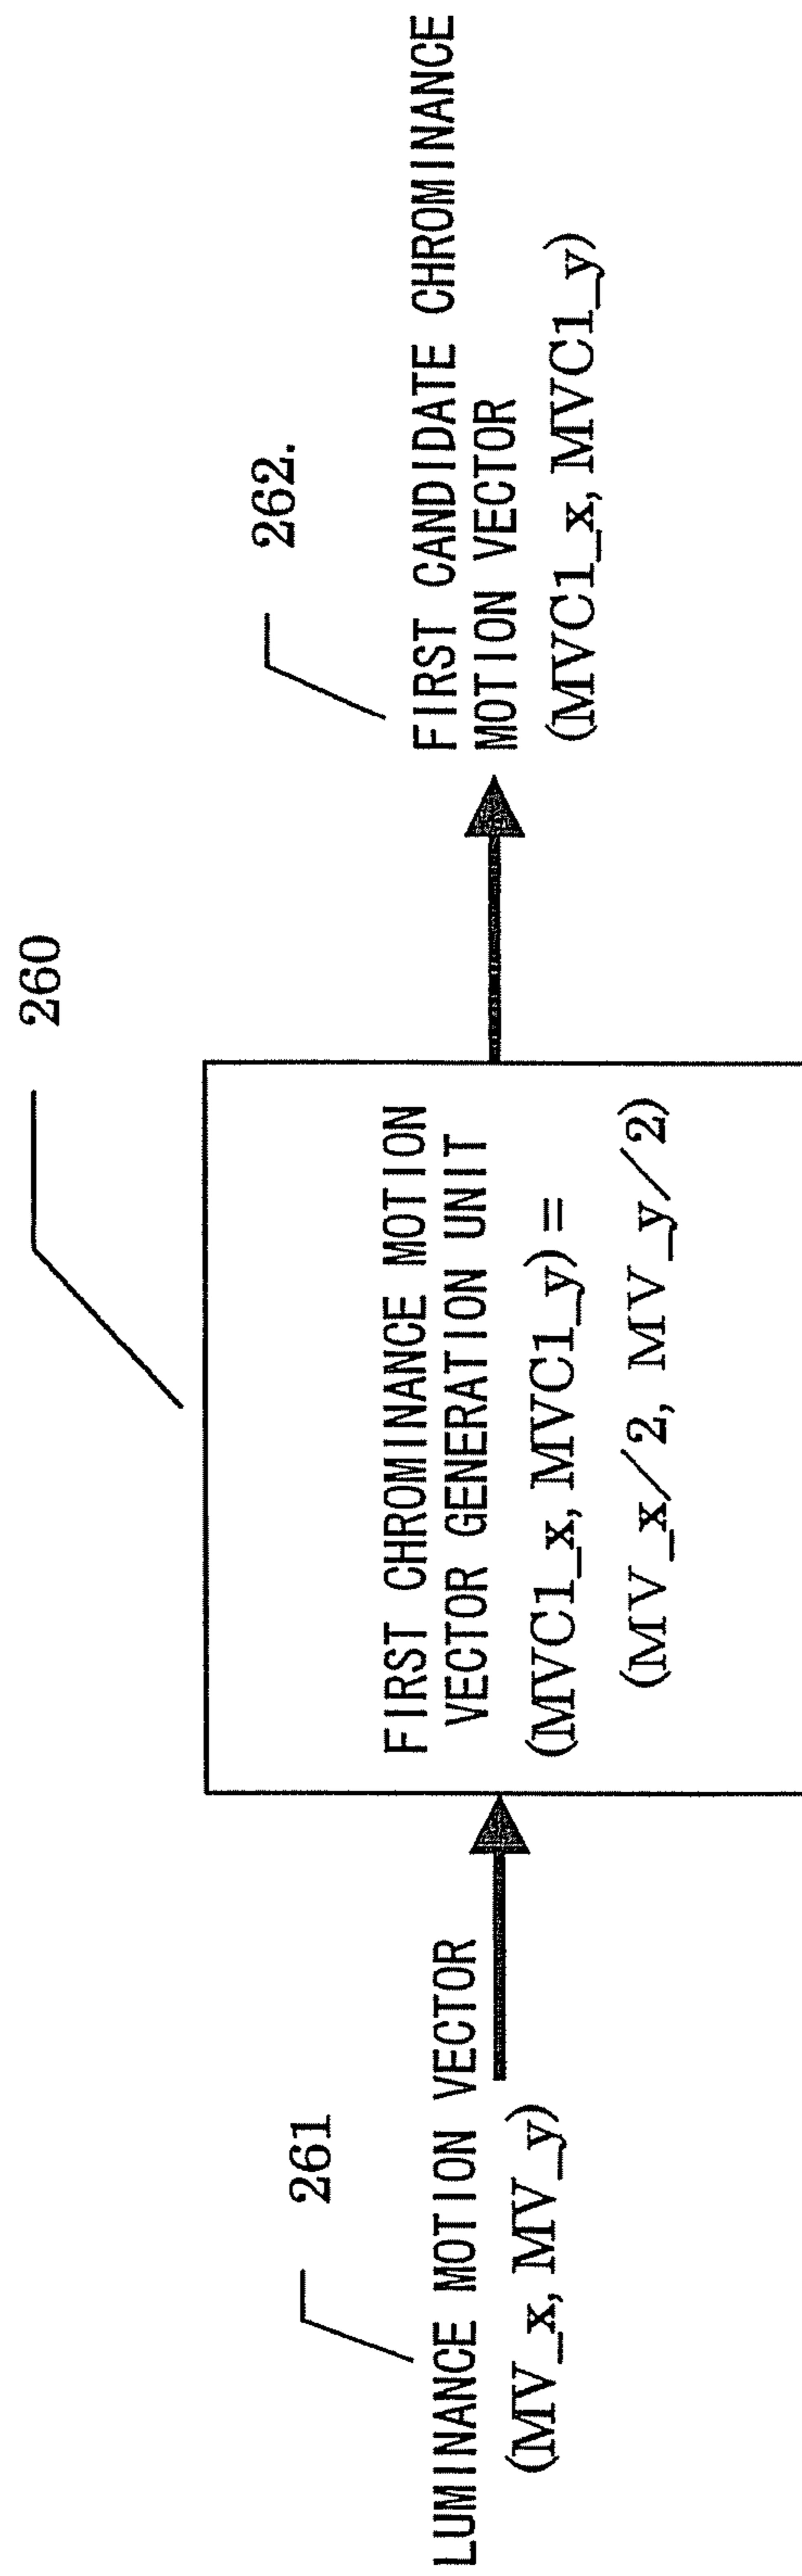 260
261
LUMINANCE MOTION VECTOR
(MV_x, MV_y)
FIRST CHROMINANCE MOTION
VECTOR GENERATION UNIT
(MVC1_x, MVC1_y) =
(MV_x/2, MV_y/2)
262.
FIRST CANDIDATE CHROMINANCE
MOTION VECTOR
(MVC1_x, MVC1_y)